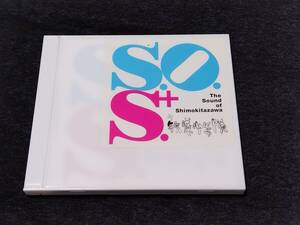 S.O.
S.+
The
Sound
of
Shimokitazawa